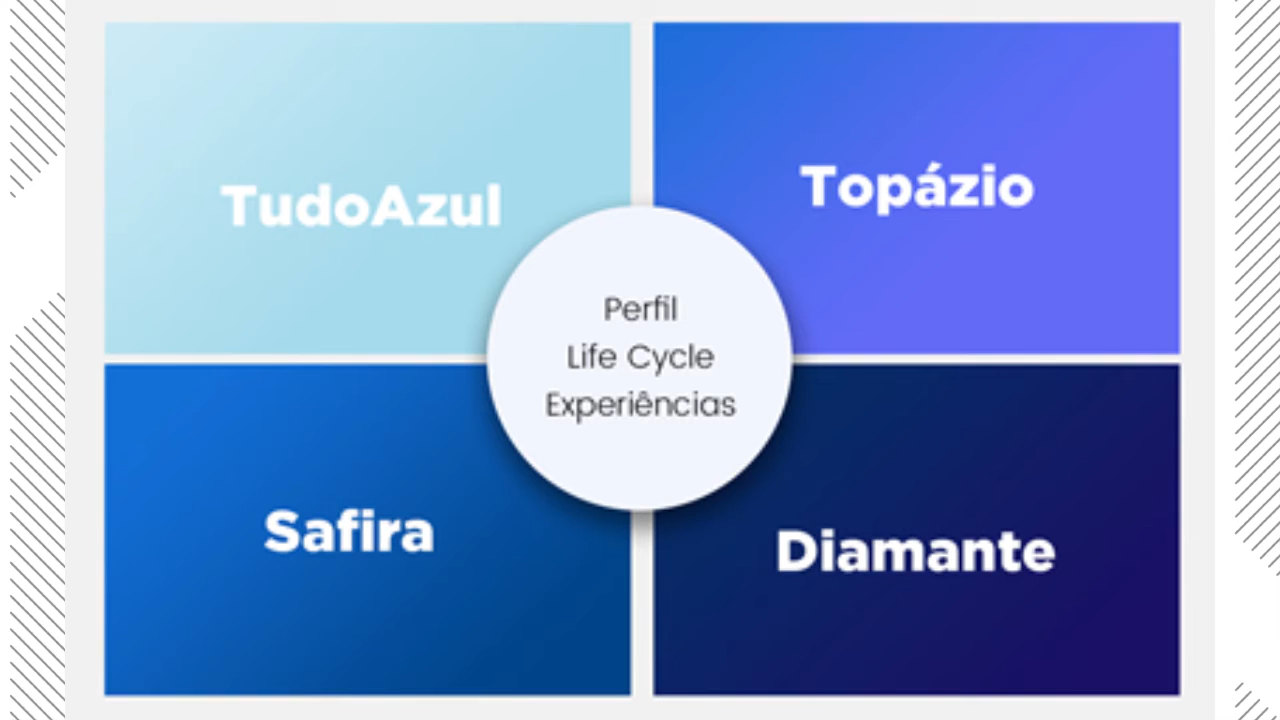 TudoAzul
Topázio
Perfil
Life Cycle
Experiências
Safira
Diamante